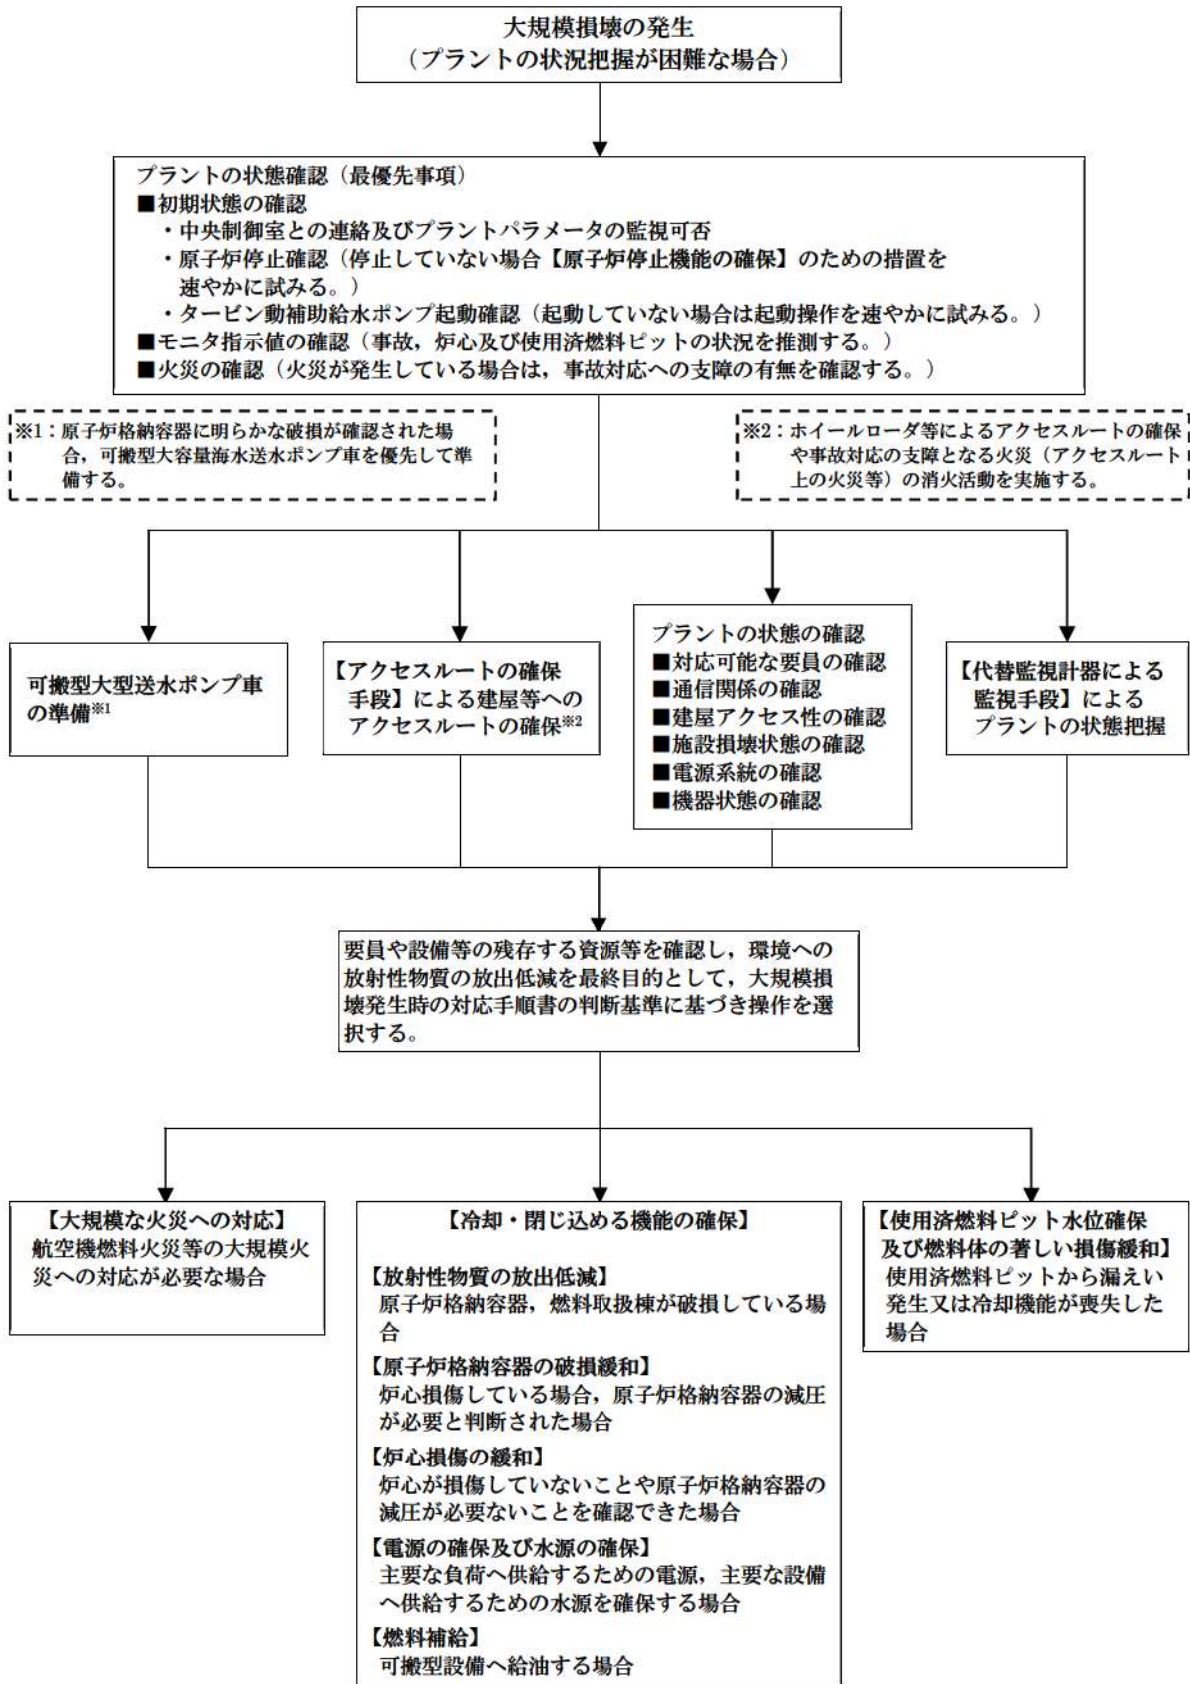 大規模損壊の発生
（プラントの状況把握が困難な場合）
プラントの状態確認（最優先事項）
■初期状態の確認
・中央制御室との連絡及びプラントパラメータの監視可否
・原子炉停止確認（停止していない場合【原子炉停止機能の確保】のための措置を
速やかに試みる。）
・タービン動補助給水ポンプ起動確認（起動していない場合は起動操作を速やかに試みる。）
■モニタ指示値の確認（事故，炉心及び使用済燃料ピットの状況を推測する。）
■火災の確認（火災が発生している場合は，事故対応への支障の有無を確認する。）
※1：原子炉格納容器に明らかな破損が確認された場
合，可搬型大容量海水送水ポンプ車を優先して準
備する。
※2：ホイールローダ等によるアクセスルートの確保
や事故対応の支障となる火災（アクセスルート
上の火災等）の消火活動を実施する。
可搬型大型送水ポンプ車
の準備※1
【アクセスルートの確保
手段】による建屋等への
アクセスルートの確保※2
プラントの状態の確認
■対応可能な要員の確認
■通信関係の確認
■建屋アクセス性の確認
■施設損壊状態の確認
■電源系統の確認
■機器状態の確認
【代替監視計器による
監視手段】による
プラントの状態把握
要員や設備等の残存する資源等を確認し，環境への
放射性物質の放出低減を最終目的として，大規模損
壊発生時の対応手順書の判断基準に基づき操作を選
択する。
【大規模な火災への対応】
航空機燃料火災等の大規模火
災への対応が必要な場合
【冷却・閉じ込める機能の確保】
【放射性物質の放出低減】
原子炉格納容器，燃料取扱棟が破損している場
合
【原子炉格納容器の破損緩和】
炉心損傷している場合，原子炉格納容器の減圧
が必要と判断された場合
【炉心損傷の緩和】
炉心が損傷していないことや原子炉格納容器の
減圧が必要ないことを確認できた場合
【電源の確保及び水源の確保】
主要な負荷へ供給するための電源，主要な設備
へ供給するための水源を確保する場合
【燃料補給】
可搬型設備へ給油する場合
【使用済燃料ピット水位確保
及び燃料体の著しい損傷緩和】
使用済燃料ピットから漏えい
発生又は冷却機能が喪失した
場合